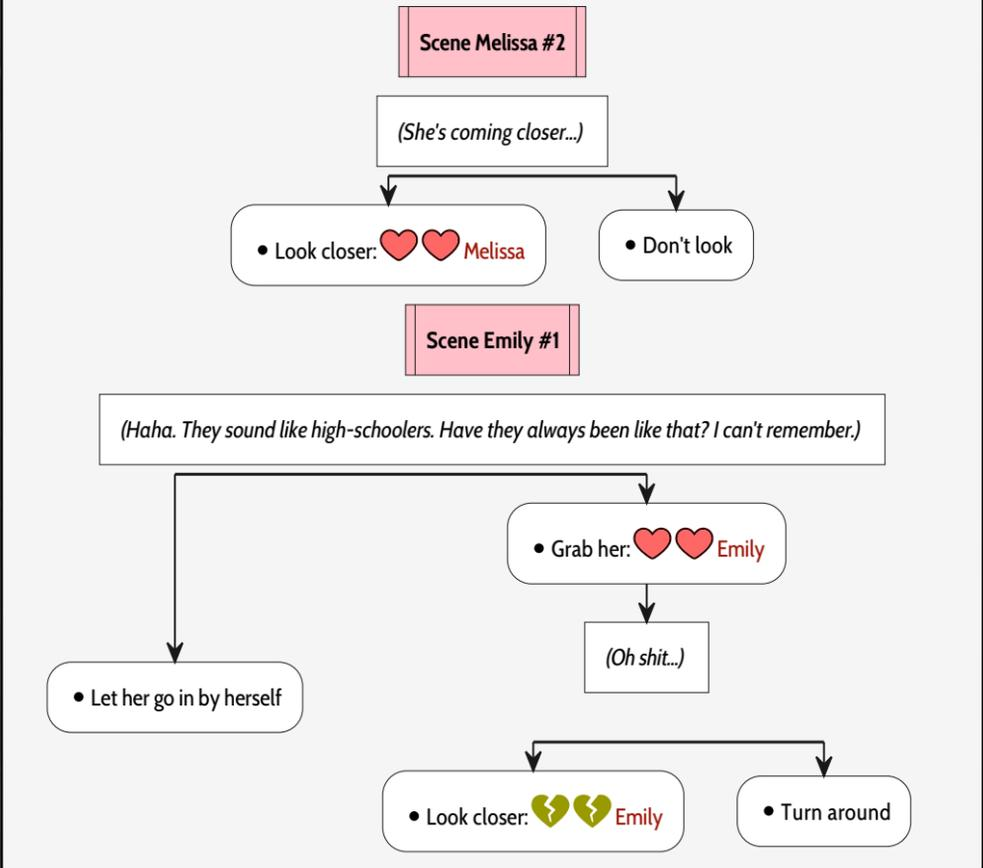 Scene Melissa #2
(She's coming closer...)
• Look closer: Melissa
• Don't look
Scene Emily #1
(Haha. They sound like high-schoolers. Have they always been like that? I can't remember.)
• Grab her: Emily
(Oh shit...)
• Let her go in by herself
• Look closer: Emily
• Turn around